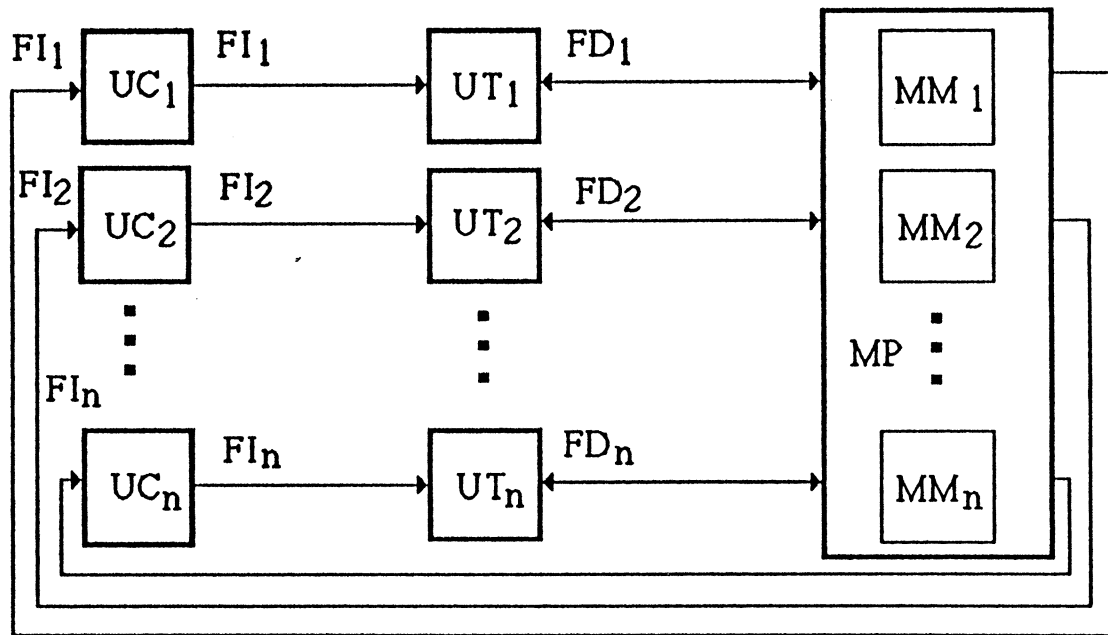 FI1 UC1 FI1 UT1 FD1 MM1
FI2 UC2 FI2 UT2 FD2 MM2
MP
FIn UCn FIn UTn FDn MMn